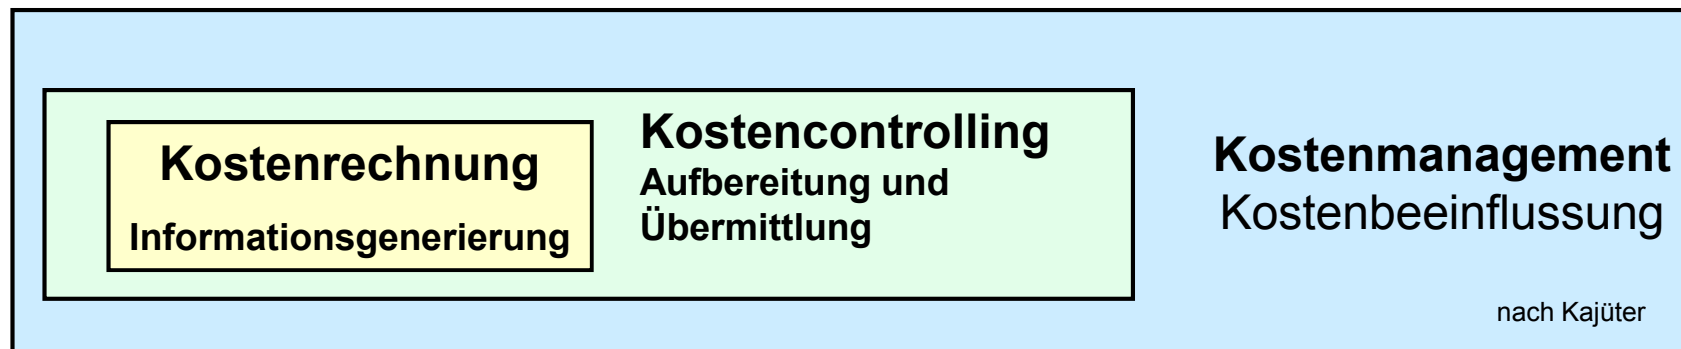 Kostenrechnung
Informationsgenerierung
Kostencontrolling
Aufbereitung und
Übermittlung
Kostenmanagement
Kostenbeeinflussung
nach Kajüter